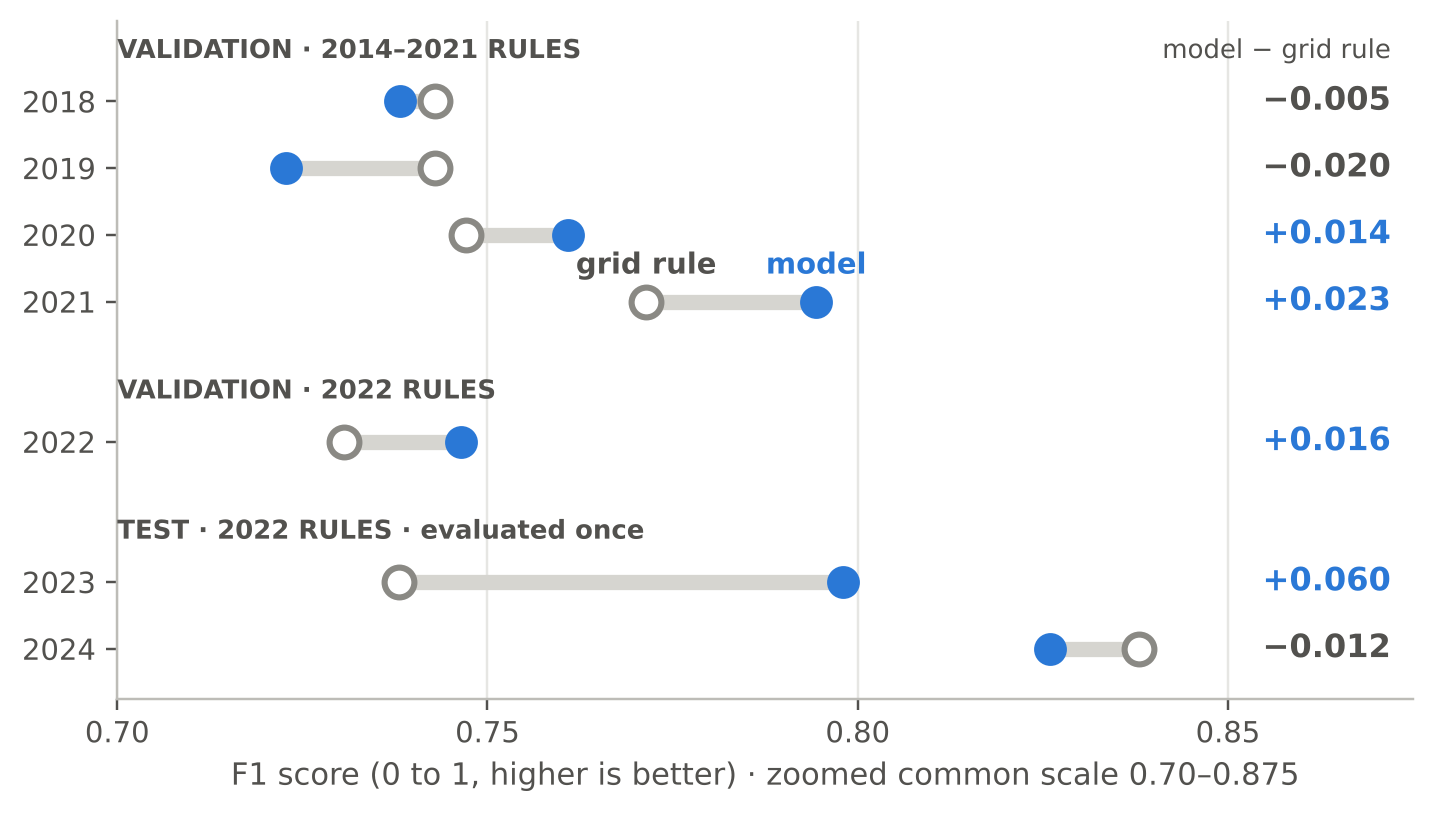 VALIDATION · 2014–2021 RULES
model − grid rule
2018
−0.005
2019
−0.020
2020
+0.014
grid rule
model
2021
+0.023
VALIDATION · 2022 RULES
2022
+0.016
TEST · 2022 RULES · evaluated once
2023
+0.060
2024
−0.012
0.70
0.75
0.80
0.85
F1 score (0 to 1, higher is better) · zoomed common scale 0.70–0.875